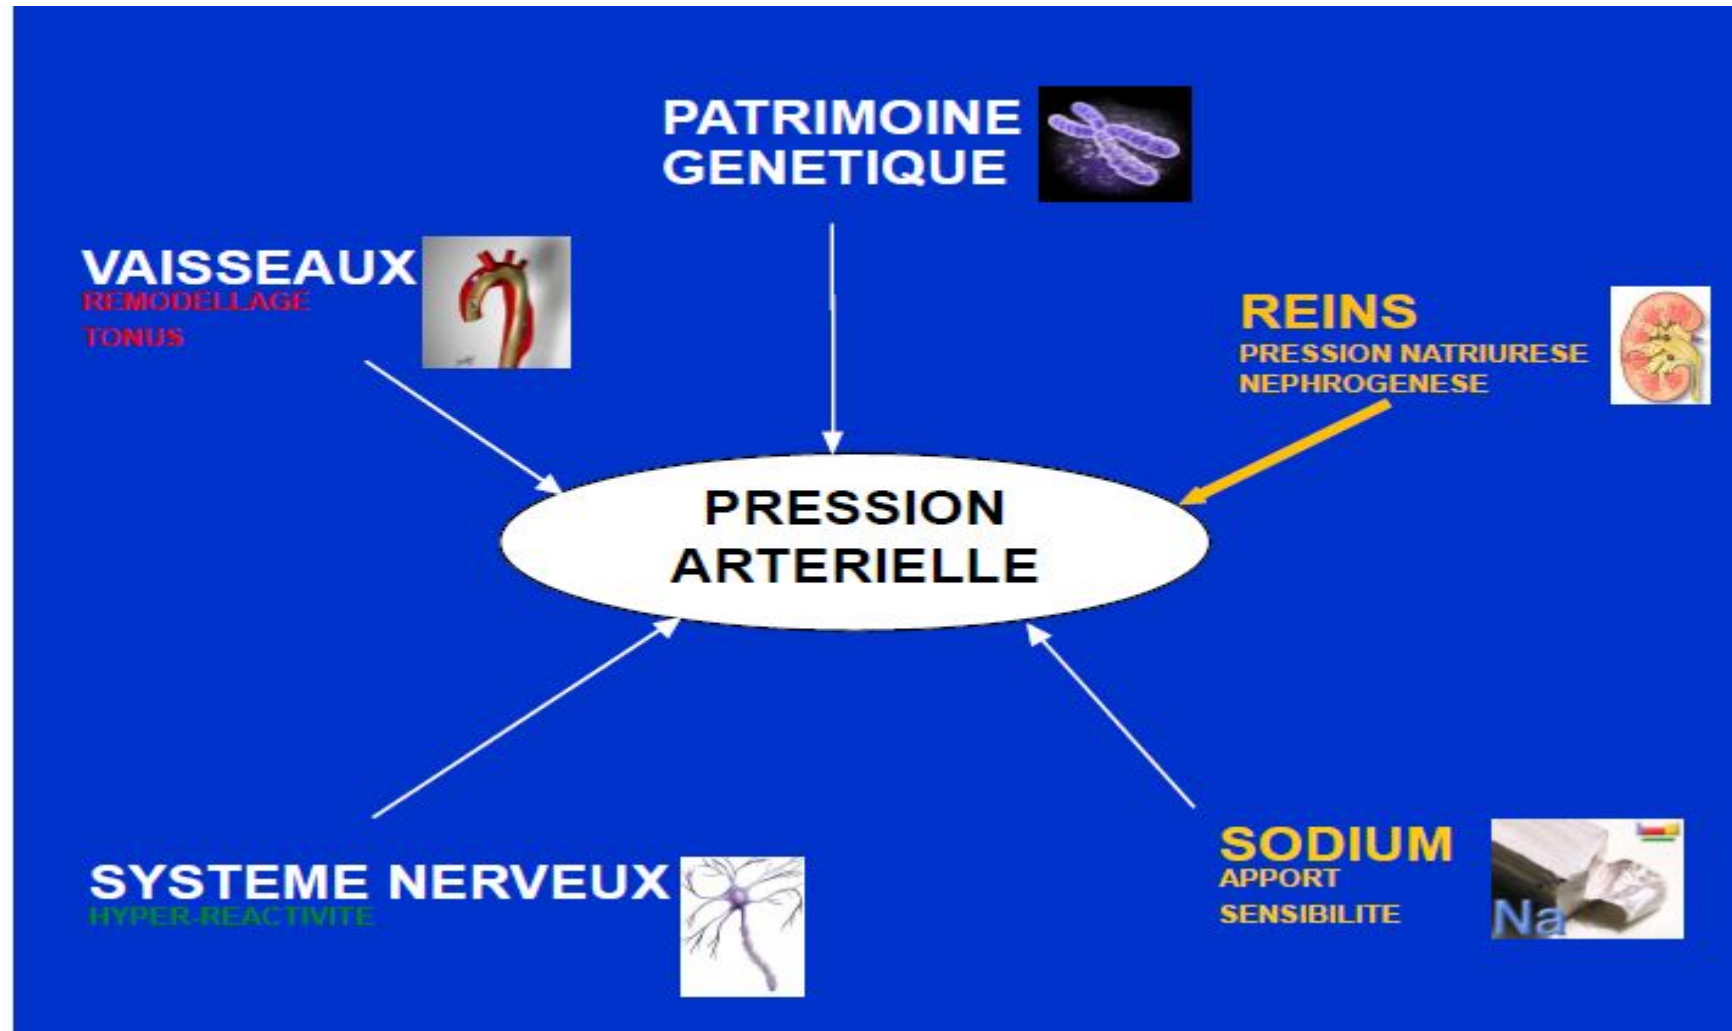 PATRIMOINE
GENETIQUE
VAISSEAUX
REMODELLAGE
TONUS
REINS
PRESSION NATRIURESE
NEPHROGENESE
PRESSION
ARTERIELLE
SYSTEME NERVEUX
HYPER-REACTIVITE
SODIUM
APPORT
SENSIBILITE
Na